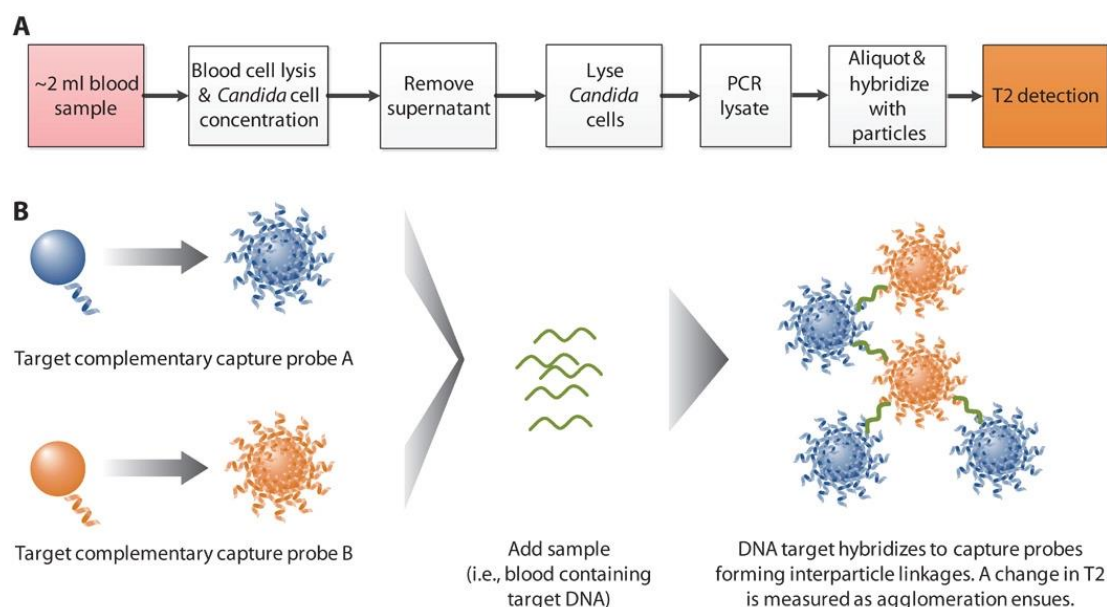 A
~2 ml blood
sample
Blood cell lysis
& Candida cell
concentration
Remove
supernatant
Lyse
Candida
cells
PCR
lysate
Aliquot &
hybridize
with
particles
T2 detection
B
Target complementary capture probe A
Target complementary capture probe B
Add sample
(i.e., blood containing
target DNA)
DNA target hybridizes to capture probes
forming interparticle linkages. A change in T2
is measured as agglomeration ensues.